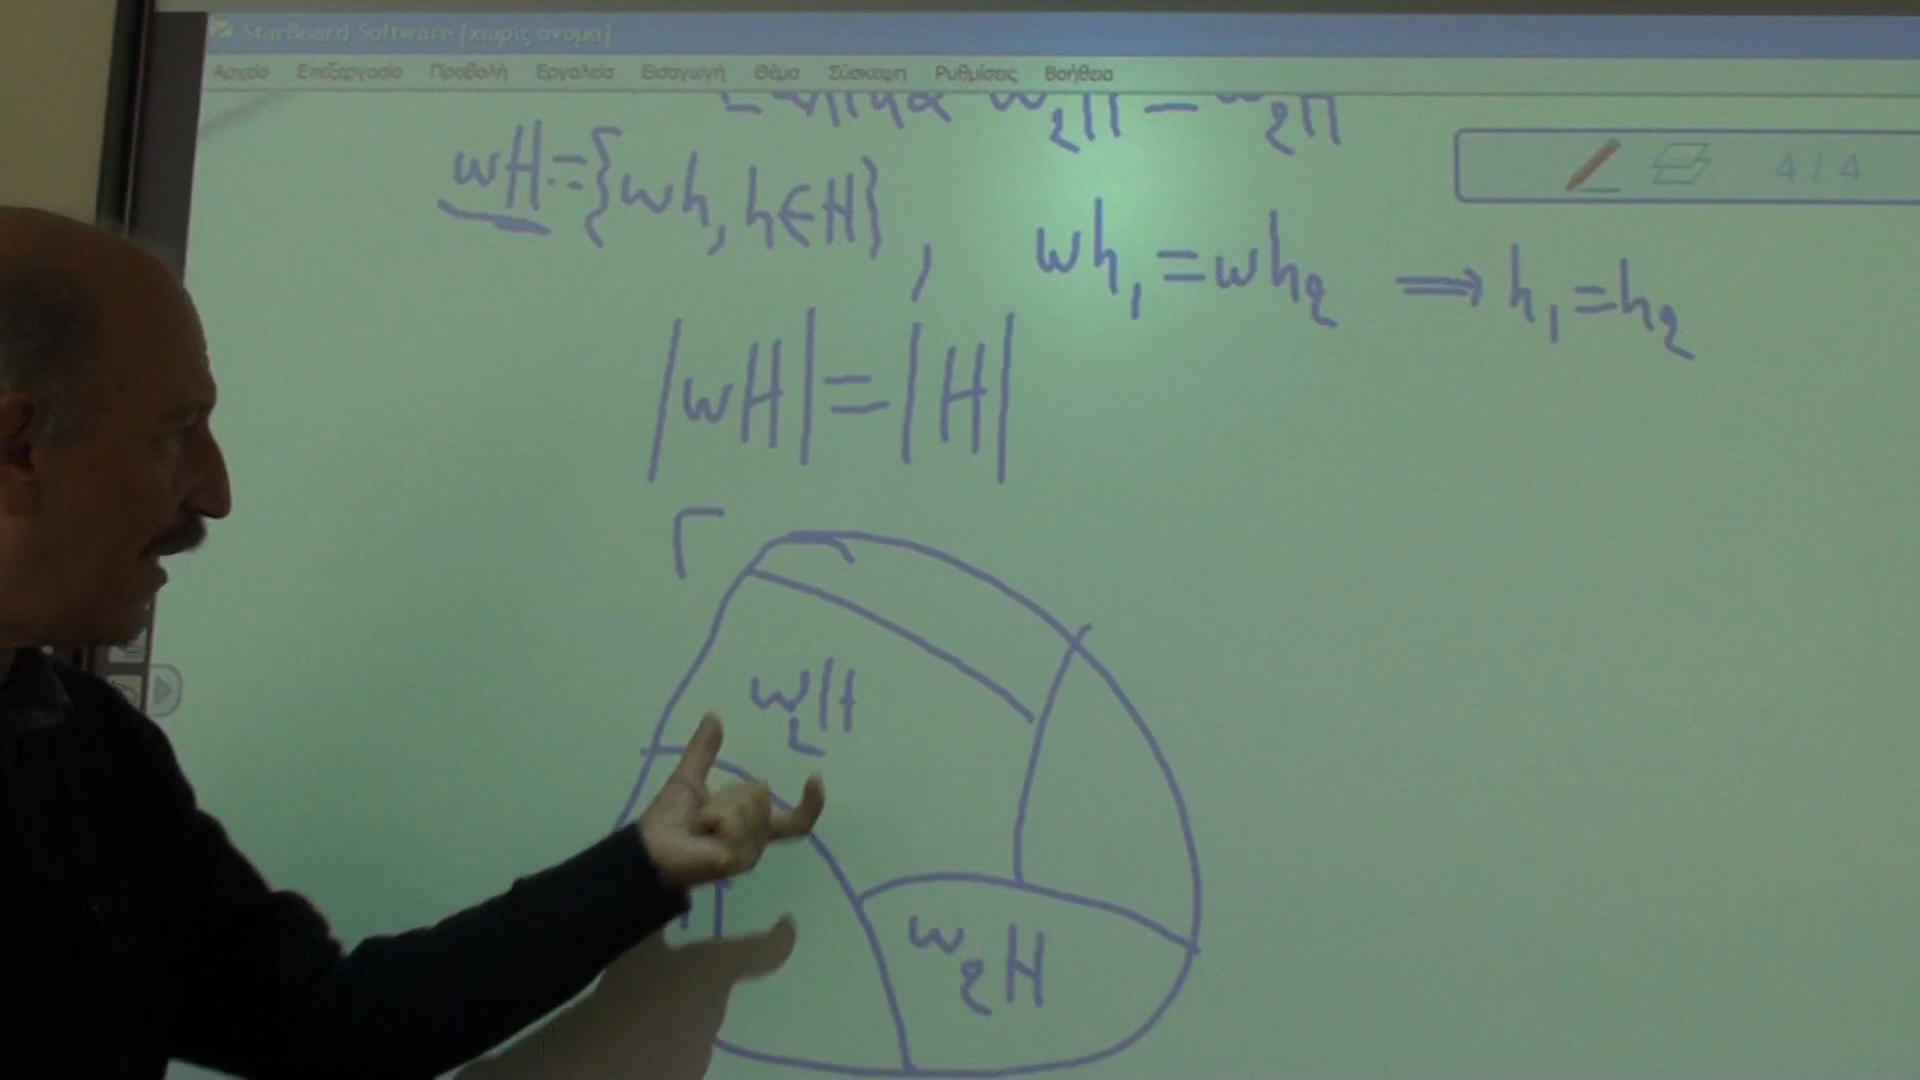 StarBoard Software [χωρίς όνομα]
Αρχείο Επεξεργασία Προβολή Εργαλεία Εισαγωγή Θέμα Σύσκεψη Ρυθμίσεις Βοήθεια
4 / 4
wH = {wh, h∈H} , wh₁ = wh₂ ⟹ h₁ = h₂
|wH| = |H|
Γ
w₁H
w₂H